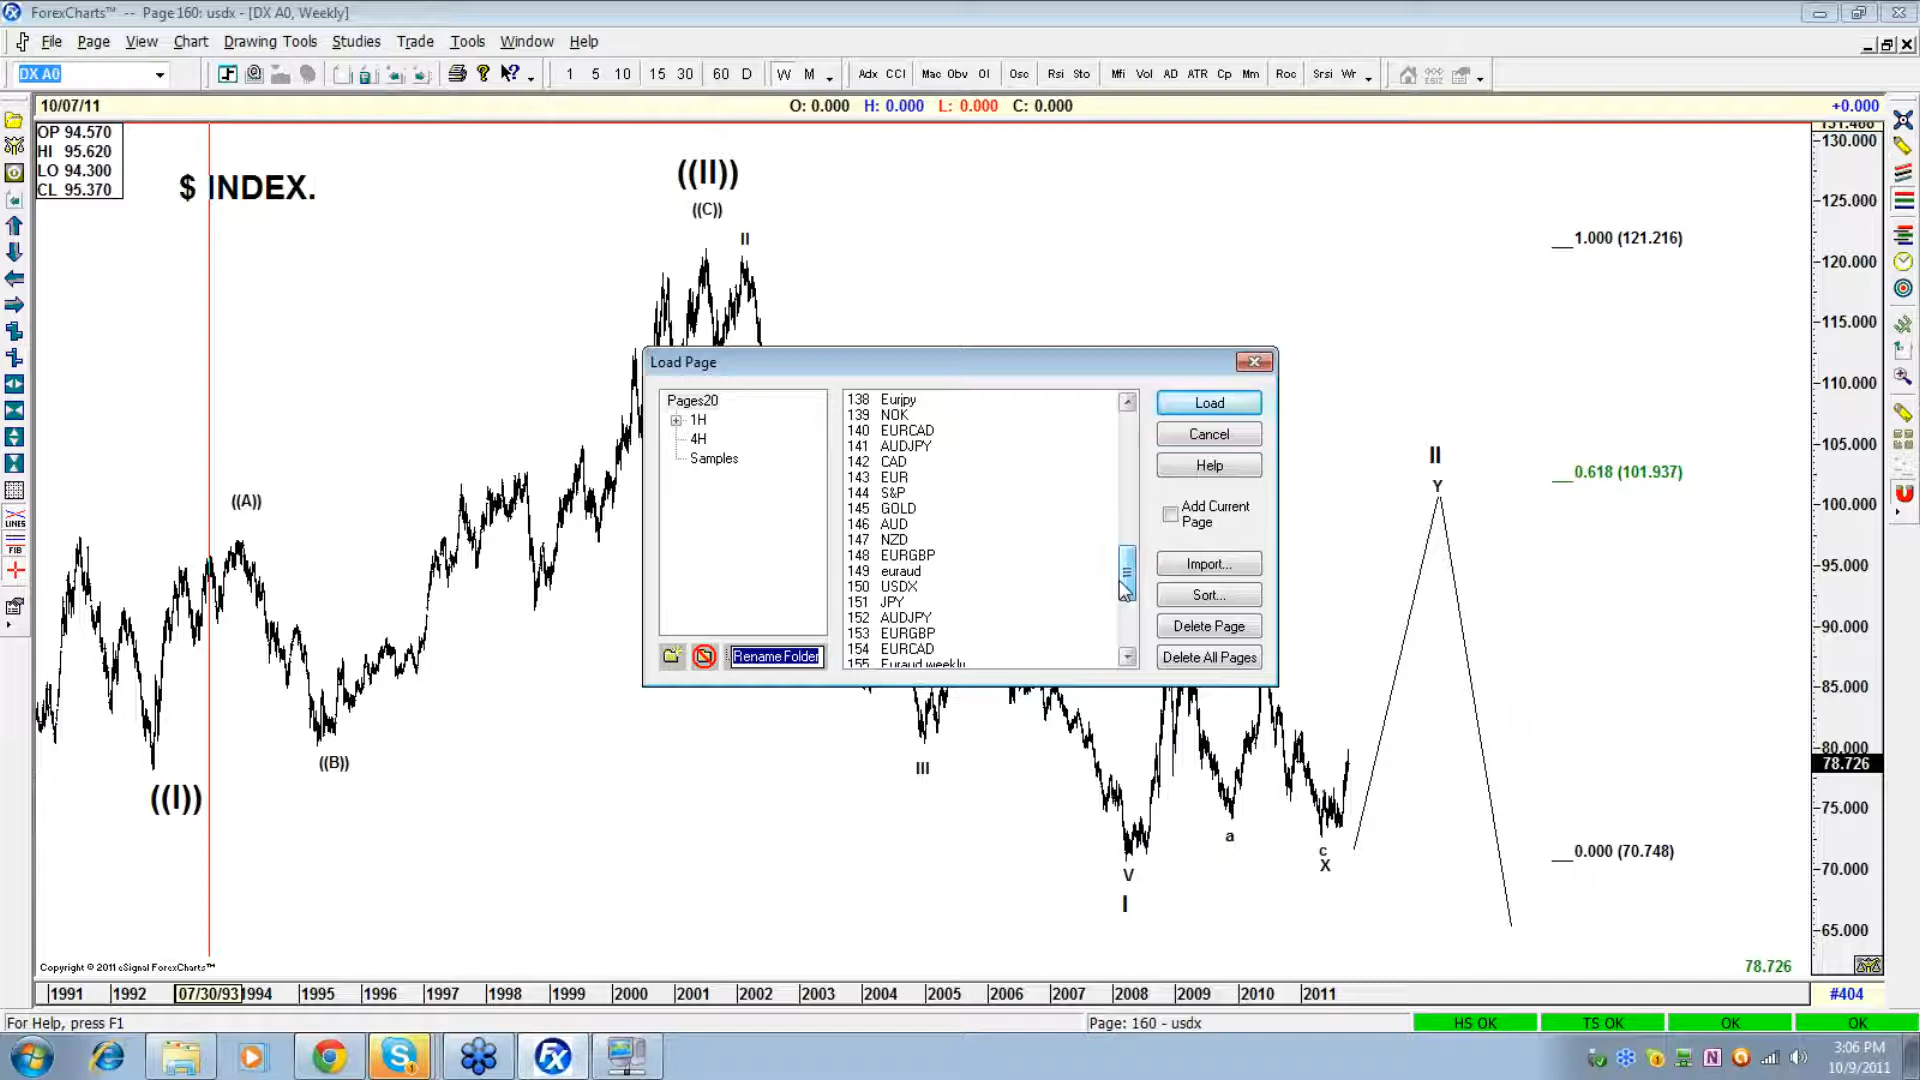 ForexCharts™ -- Page 160: usdx - [DX A0, Weekly]
File Page View Chart Drawing Tools Studies Trade Tools Window Help
DX A0 1 5 10 15 30 60 D W M Adx CCI Mac Obv OI Osc Rsi Sto Mfi Vol AD ATR Cp Mm Roc Srsi Wr
10/07/11 O: 0.000 H: 0.000 L: 0.000 C: 0.000 +0.000
OP 94.570
HI 95.620
LO 94.300
CL 95.370
$ INDEX.
((II))
((C))
II
((A))
((B))
((I))
III
V
I
a
c
X
II
Y
1.000 (121.216)
0.618 (101.937)
0.000 (70.748)
130.000
125.000
120.000
115.000
110.000
105.000
100.000
95.000
90.000
85.000
80.000
78.726
75.000
70.000
65.000
Load Page
Pages20
1H
4H
Samples
Rename Folder
138 Eurjpy
139 NOK
140 EURCAD
141 AUDJPY
142 CAD
143 EUR
144 S&P
145 GOLD
146 AUD
147 NZD
148 EURGBP
149 euraud
150 USDX
151 JPY
152 AUDJPY
153 EURGBP
154 EURCAD
155 Euraud weekly
Load
Cancel
Help
Add Current
Page
Import...
Sort...
Delete Page
Delete All Pages
LINES
FIB
Copyright © 2011 eSignal ForexCharts™
78.726
1991 1992 07/30/93 1994 1995 1996 1997 1998 1999 2000 2001 2002 2003 2004 2005 2006 2007 2008 2009 2010 2011 #404
For Help, press F1 Page: 160 - usdx HS OK TS OK OK OK
3:06 PM
10/9/2011